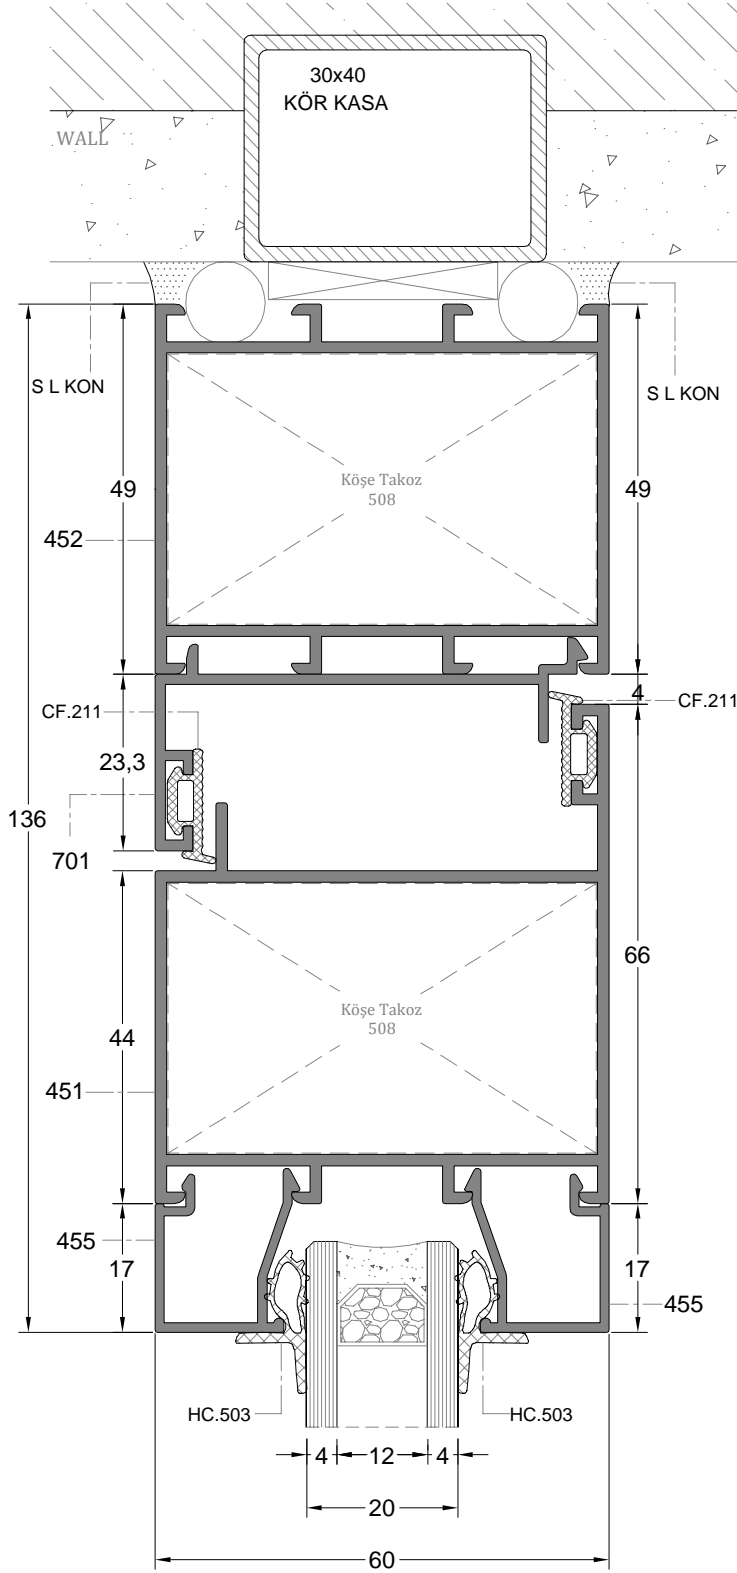 30x40
KÖR KASA
WALL
S L KON
S L KON
49
Köşe Takoz
508
49
452
CF.211
4
CF.211
23,3
136
701
66
Köşe Takoz
508
44
451
455
17
17
455
HC.503
HC.503
4
12
4
20
60